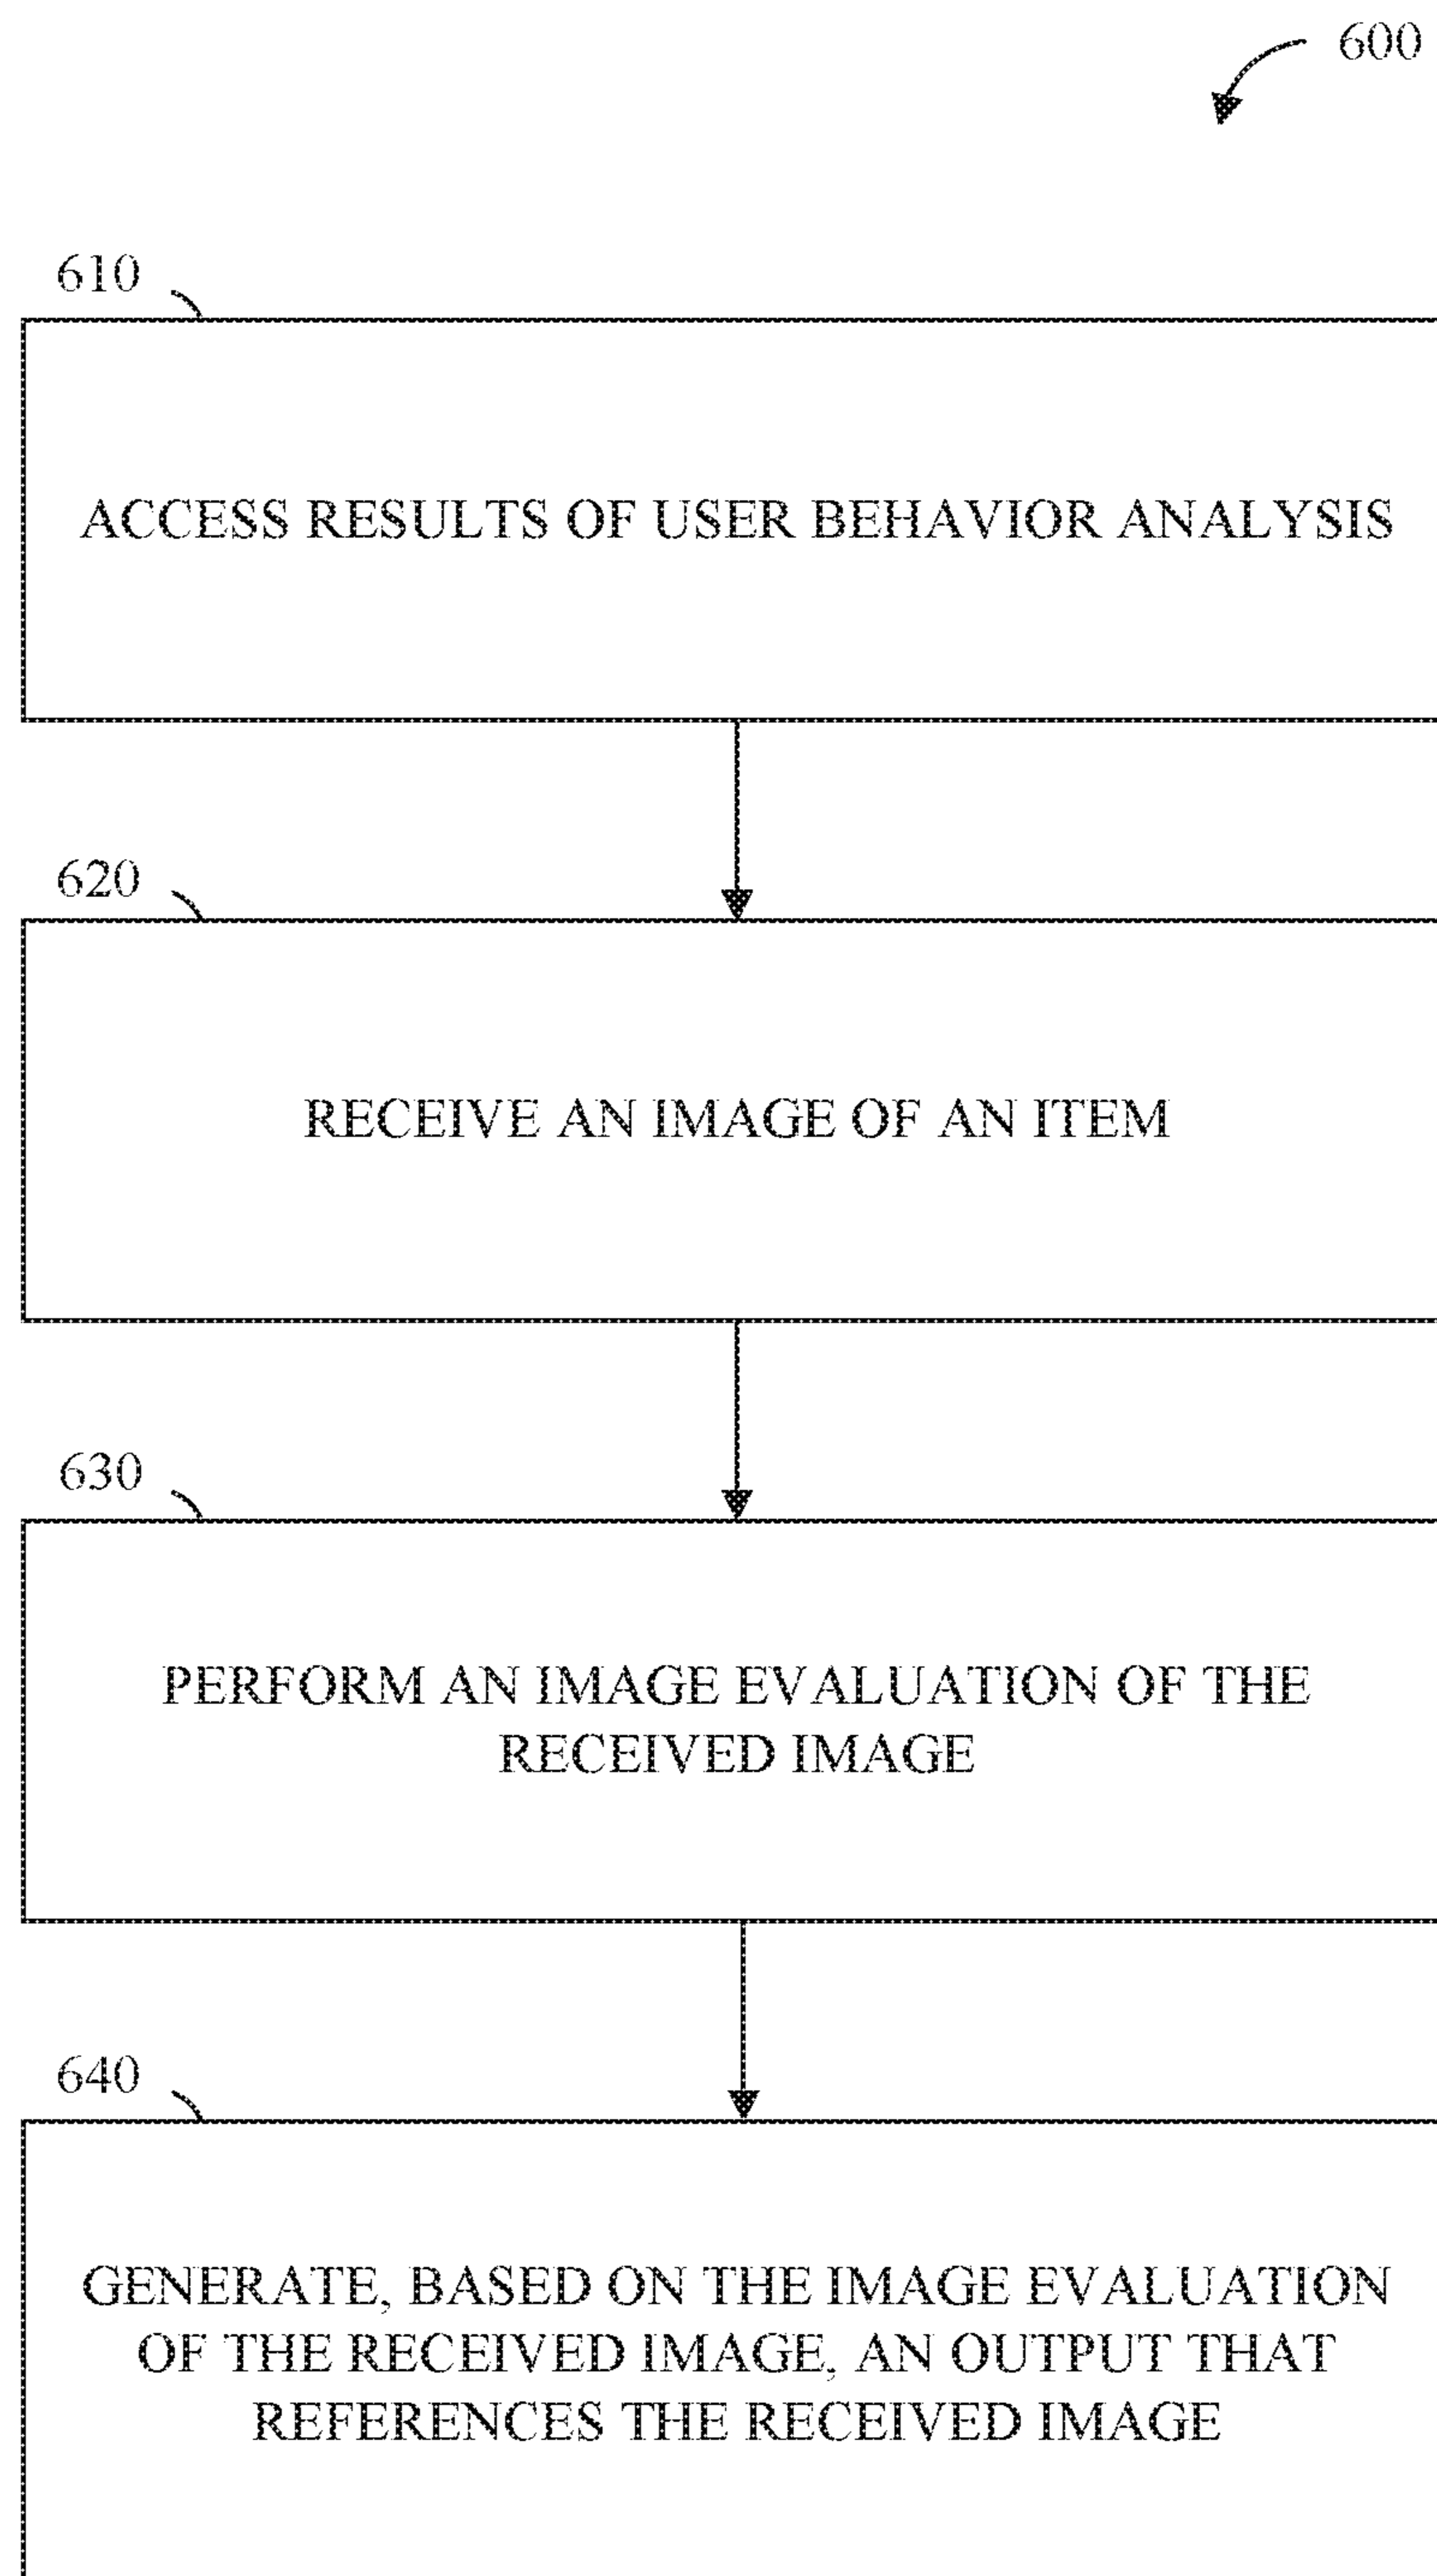 600
610
ACCESS RESULTS OF USER BEHAVIOR ANALYSIS
620
RECEIVE AN IMAGE OF AN ITEM
630
PERFORM AN IMAGE EVALUATION OF THE
RECEIVED IMAGE
640
GENERATE, BASED ON THE IMAGE EVALUATION
OF THE RECEIVED IMAGE, AN OUTPUT THAT
REFERENCES THE RECEIVED IMAGE